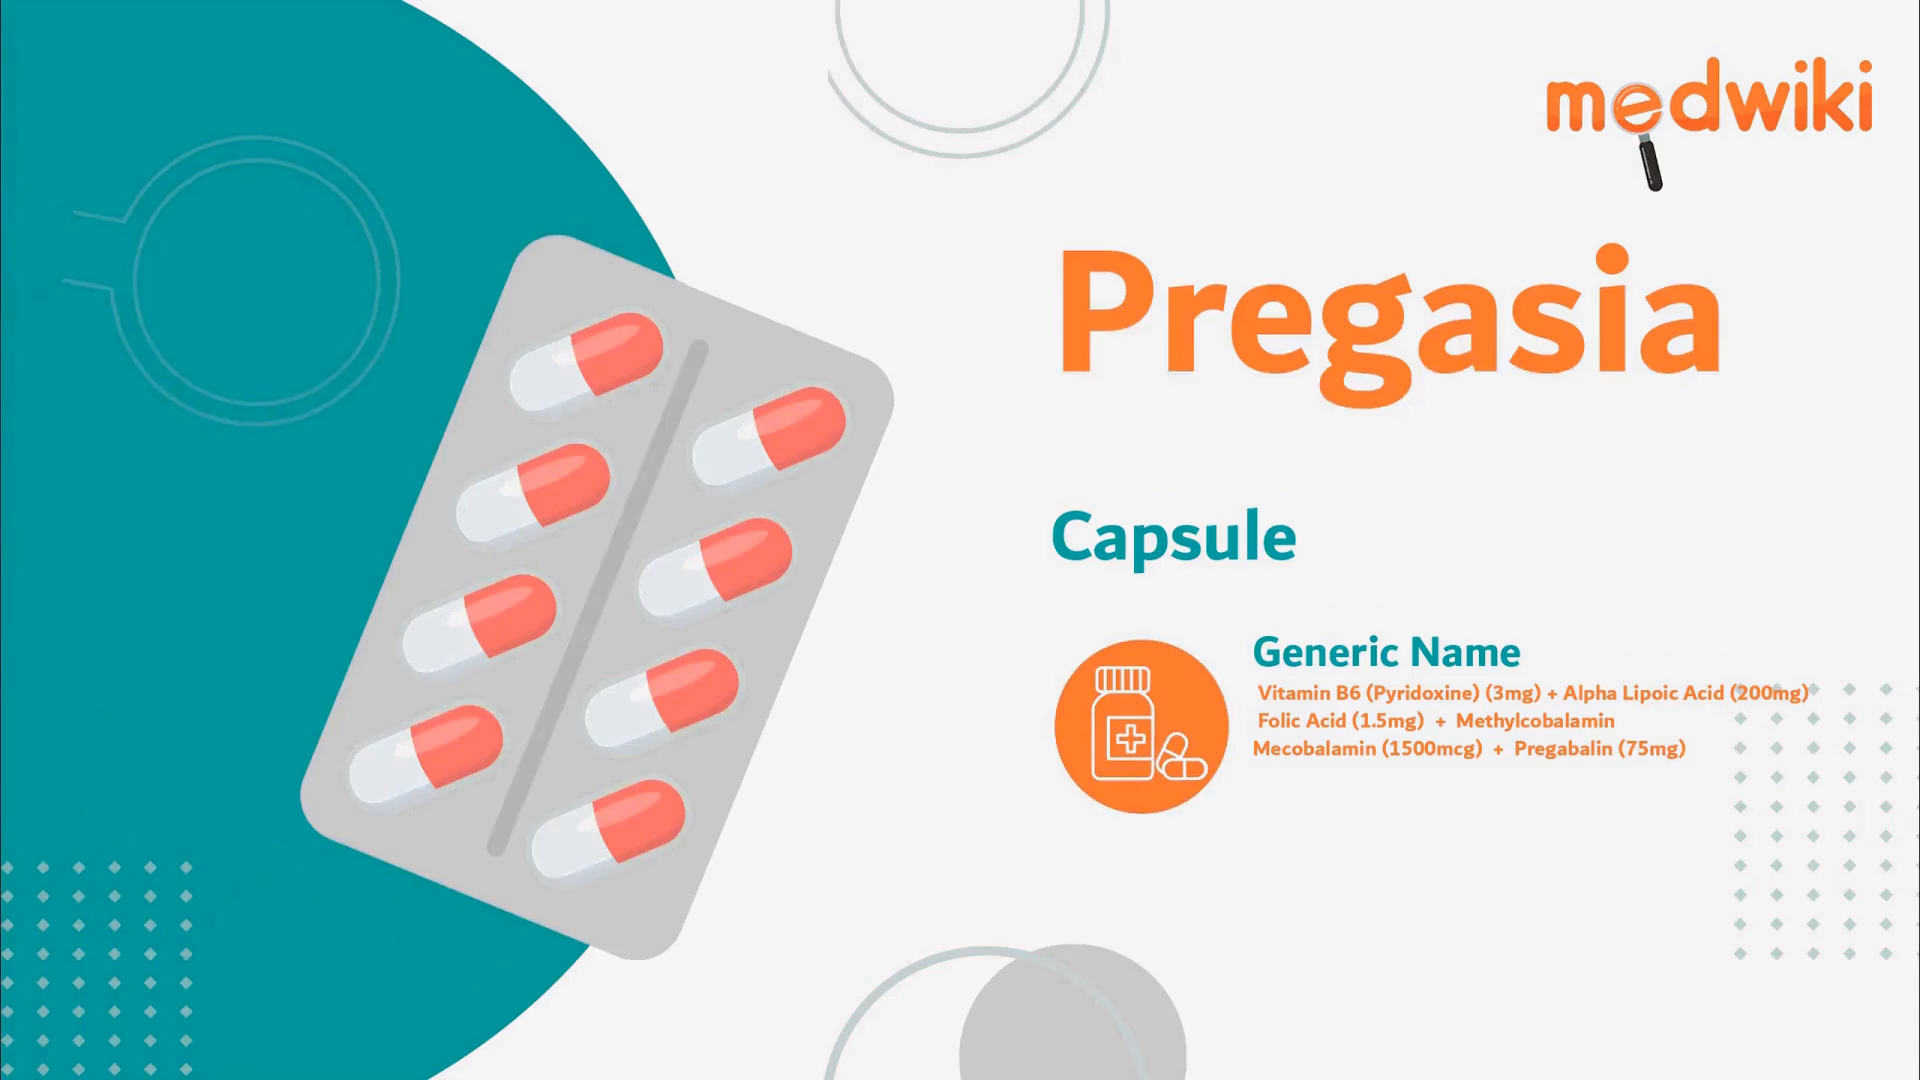 medwiki
Pregasia
Capsule
Generic Name
Vitamin B6 (Pyridoxine) (3mg) + Alpha Lipoic Acid (200mg)
Folic Acid (1.5mg) + Methylcobalamin
Mecobalamin (1500mcg) + Pregabalin (75mg)